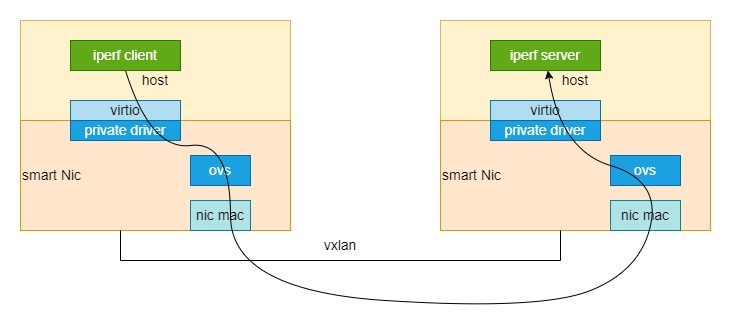 iperf client
host
virtio
private driver
smart Nic
ovs
nic mac
iperf server
host
virtio
private driver
smart Nic
ovs
nic mac
vxlan